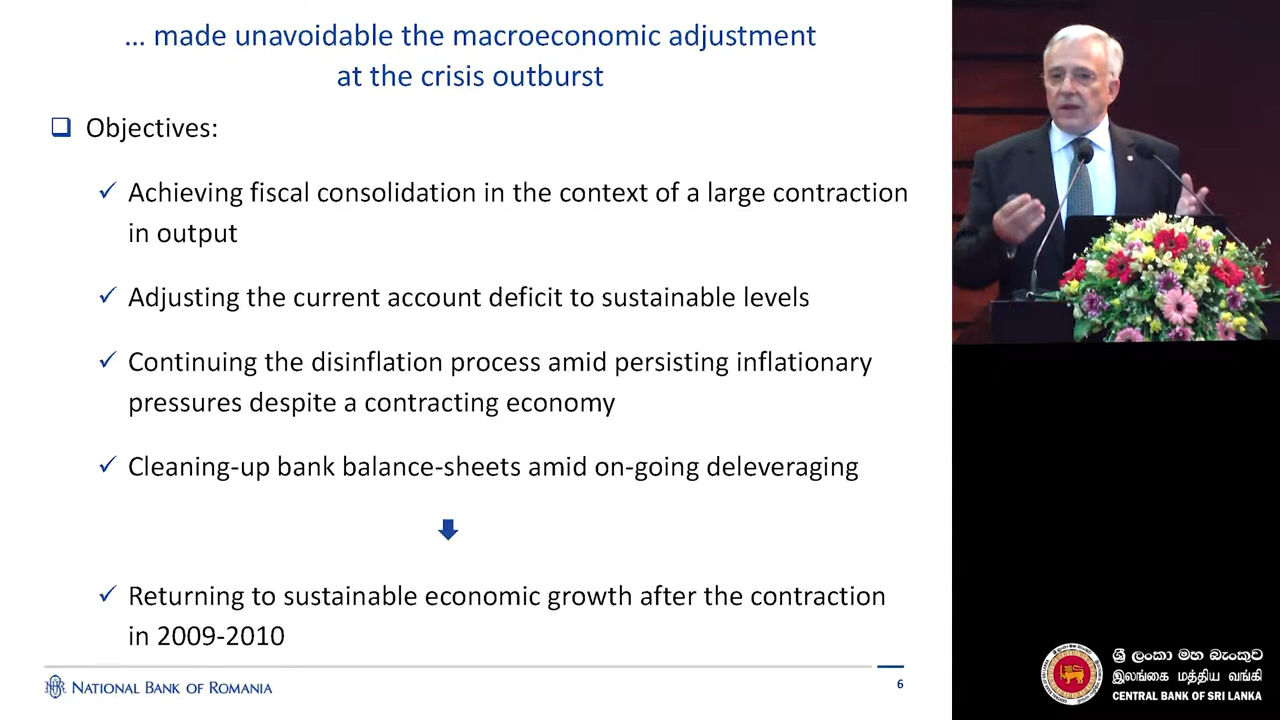 ... made unavoidable the macroeconomic adjustment
at the crisis outburst
Objectives:
Achieving fiscal consolidation in the context of a large contraction
in output
Adjusting the current account deficit to sustainable levels
Continuing the disinflation process amid persisting inflationary
pressures despite a contracting economy
Cleaning-up bank balance-sheets amid on-going deleveraging
Returning to sustainable economic growth after the contraction
in 2009-2010
NATIONAL BANK OF ROMANIA
6
ශ්‍රී ලංකා මහ බැංකුව
இலங்கை மத்திய வங்கி
CENTRAL BANK OF SRI LANKA